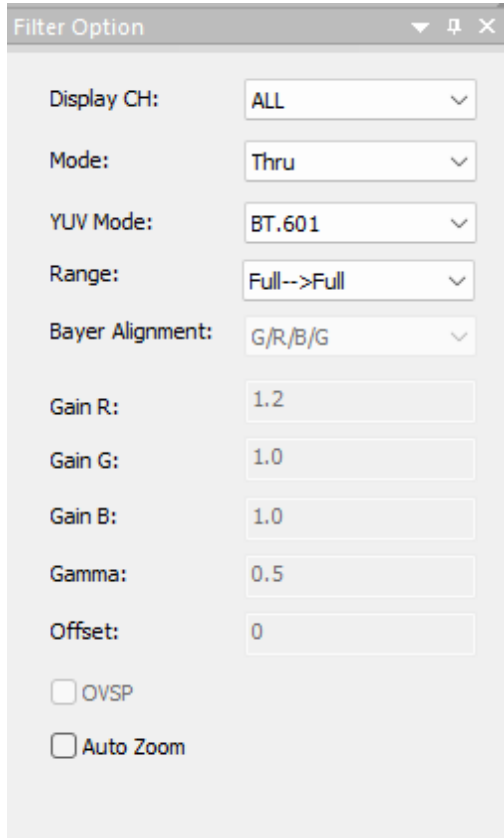 Filter Option
Display CH: ALL
Mode: Thru
YUV Mode: BT.601
Range: Full-->Full
Bayer Alignment: G/R/B/G
Gain R: 1.2
Gain G: 1.0
Gain B: 1.0
Gamma: 0.5
Offset: 0
OVSP
Auto Zoom